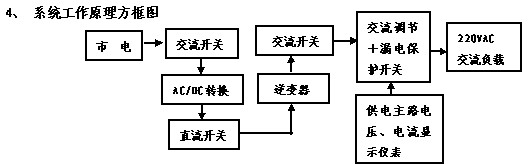 4、 系统工作原理方框图
市 电
交流开关
AC/DC转换
直流开关
逆变器
交流开关
交流调节
＋漏电保
护开关
供电主路电
压、电流显
示仪表
220VAC
交流负载